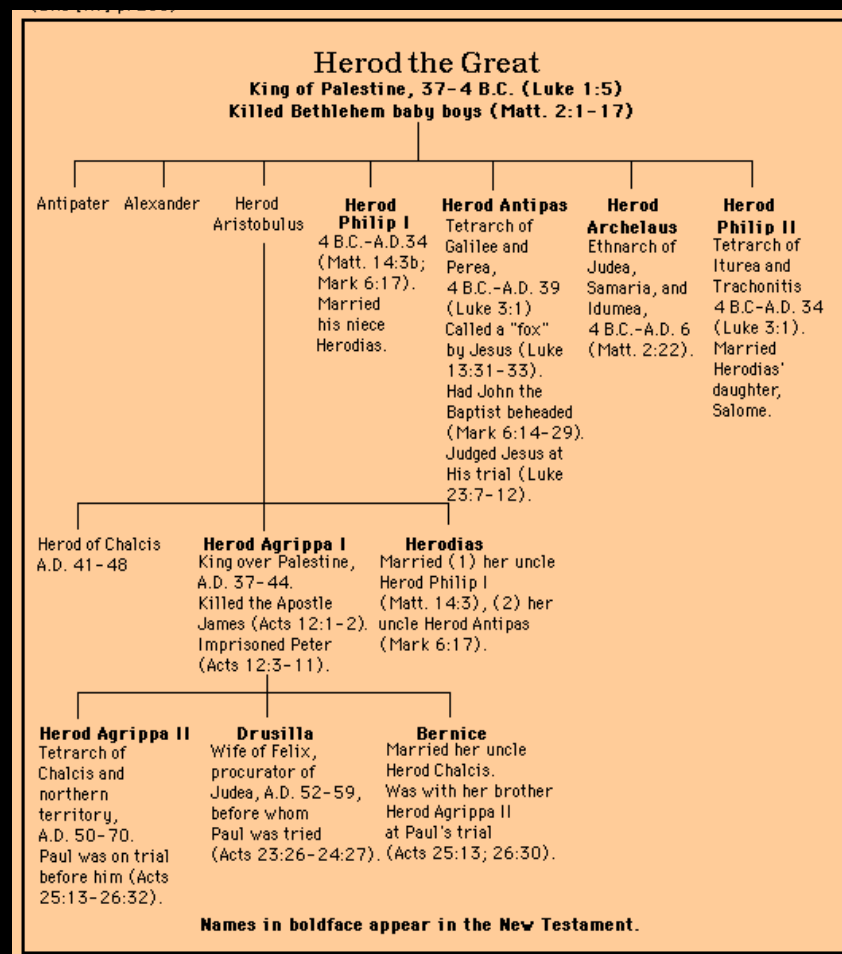 Herod the Great
King of Palestine, 37-4 B.C. (Luke 1:5)
Killed Bethlehem baby boys (Matt. 2:1-17)
Antipater
Alexander
Herod
Aristobulus
Herod
Philip I
4 B.C.-A.D.34
(Matt. 14:3b;
Mark 6:17).
Married
his niece
Herodias.
Herod Antipas
Tetrarch of
Galilee and
Perea,
4 B.C.-A.D. 39
(Luke 3:1)
Called a "fox"
by Jesus (Luke
13:31-33).
Had John the
Baptist beheaded
(Mark 6:14-29).
Judged Jesus at
His trial (Luke
23:7-12).
Herod
Archelaus
Ethnarch of
Judea,
Samaria, and
Idumea,
4 B.C.-A.D. 6
(Matt. 2:22).
Herod
Philip II
Tetrarch of
Iturea and
Trachonitis
4 B.C-A.D. 34
(Luke 3:1).
Married
Herodias'
daughter,
Salome.
Herod of Chalcis
A.D. 41-48
Herod Agrippa I
King over Palestine,
A.D. 37-44.
Killed the Apostle
James (Acts 12:1-2).
Imprisoned Peter
(Acts 12:3-11).
Herodias
Married (1) her uncle
Herod Philip I
(Matt. 14:3), (2) her
uncle Herod Antipas
(Mark 6:17).
Herod Agrippa II
Tetrarch of
Chalcis and
northern
territory,
A.D. 50-70.
Paul was on trial
before him (Acts
25:13-26:32).
Drusilla
Wife of Felix,
procurator of
Judea, A.D. 52-59,
before whom
Paul was tried
(Acts 23:26-24:27).
Bernice
Married her uncle
Herod Chalcis.
Was with her brother
Herod Agrippa II
at Paul's trial
(Acts 25:13; 26:30).
Names in boldface appear in the New Testament.